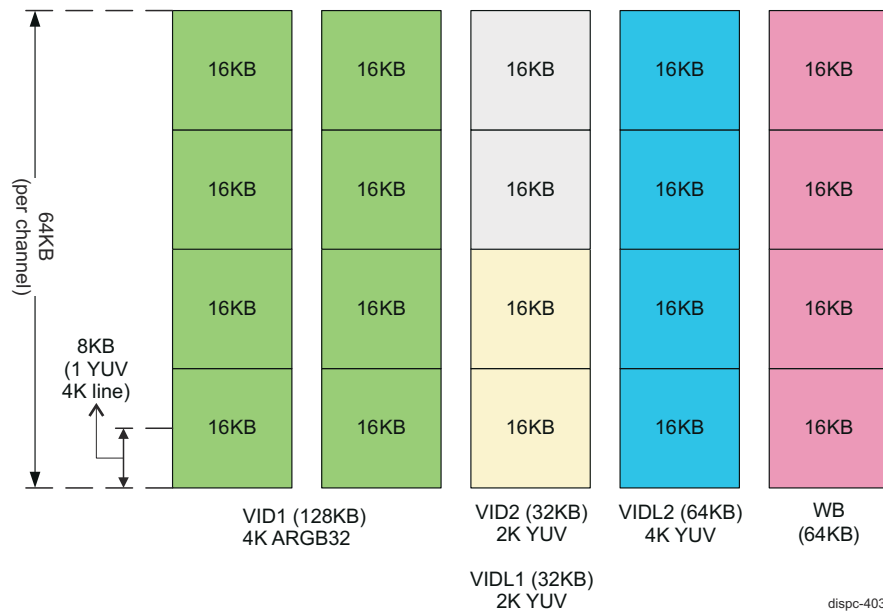 16KB 16KB 16KB 16KB 16KB
16KB 16KB 16KB 16KB 16KB
64KB
(per channel)
16KB 16KB 16KB 16KB 16KB
8KB
(1 YUV
4K line)
16KB 16KB 16KB 16KB 16KB
VID1 (128KB)
4K ARGB32
VID2 (32KB)
2K YUV
VIDL1 (32KB)
2K YUV
VIDL2 (64KB)
4K YUV
WB
(64KB)
dispc-403